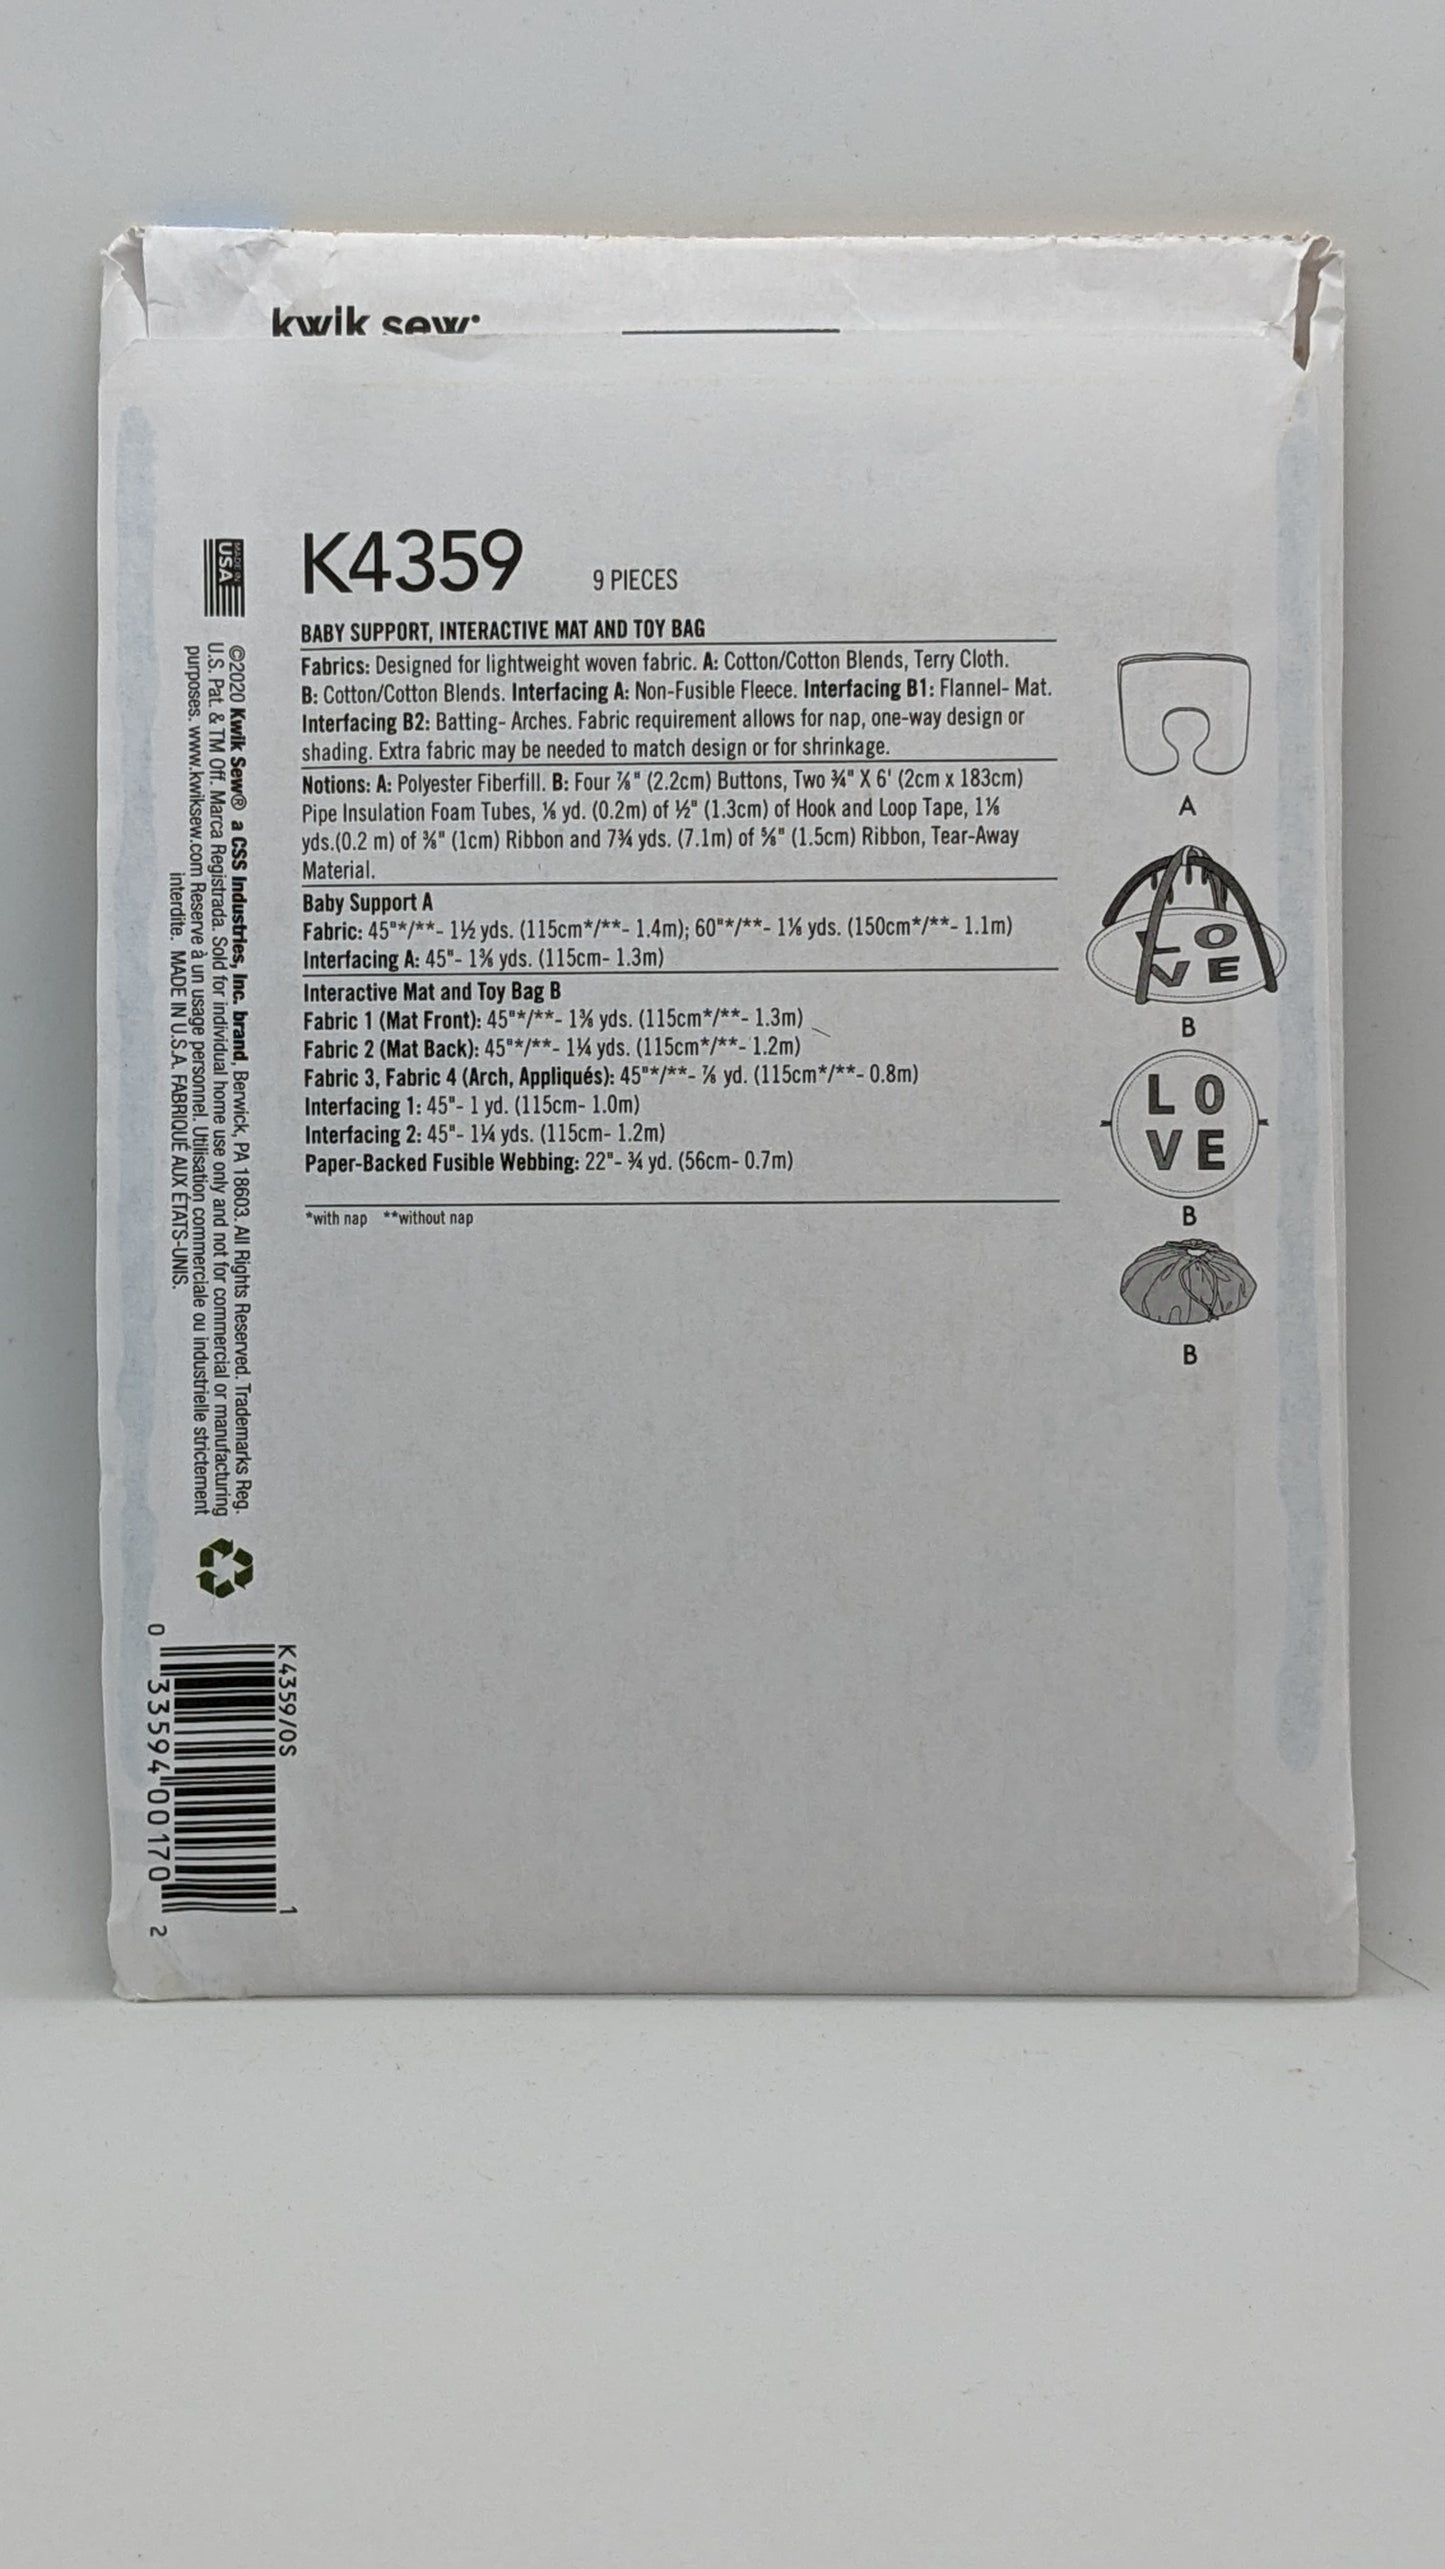 kwik sew
K4359
9 PIECES
BABY SUPPORT, INTERACTIVE MAT AND TOY BAG
Fabrics: Designed for lightweight woven fabric. A: Cotton/Cotton Blends, Terry Cloth.
B: Cotton/Cotton Blends. Interfacing A: Non-Fusible Fleece. Interfacing B1: Flannel- Mat.
Interfacing B2: Batting- Arches. Fabric requirement allows for nap, one-way design or
shading. Extra fabric may be needed to match design or for shrinkage.
Notions: A: Polyester Fiberfill. B: Four ⅞" (2.2cm) Buttons, Two ¾" X 6' (2cm x 183cm)
Pipe Insulation Foam Tubes, ⅛ yd. (0.2m) of ½" (1.3cm) of Hook and Loop Tape, 1⅛
yds.(0.2 m) of ⅜" (1cm) Ribbon and 7¾ yds. (7.1m) of ⅝" (1.5cm) Ribbon, Tear-Away
Material.
Baby Support A
Fabric: 45"*/**- 1½ yds. (115cm*/**- 1.4m); 60"*/**- 1⅛ yds. (150cm*/**- 1.1m)
Interfacing A: 45"- 1⅜ yds. (115cm- 1.3m)
Interactive Mat and Toy Bag B
Fabric 1 (Mat Front): 45"*/**- 1⅜ yds. (115cm*/**- 1.3m)
Fabric 2 (Mat Back): 45"*/**- 1¼ yds. (115cm*/**- 1.2m)
Fabric 3, Fabric 4 (Arch, Appliqués): 45"*/**- ⅞ yd. (115cm*/**- 0.8m)
Interfacing 1: 45"- 1 yd. (115cm- 1.0m)
Interfacing 2: 45"- 1¼ yds. (115cm- 1.2m)
Paper-Backed Fusible Webbing: 22"- ¾ yd. (56cm- 0.7m)
*with nap **without nap
A
L O
V E
B
L O
V E
B
B
MADE IN
USA
©2020 Kwik Sew® a CSS Industries, Inc. brand, Berwick, PA 18603. All Rights Reserved. Trademarks Reg.
U.S. Pat. & TM Off. Marca Registrada. Sold for individual home use only and not for commercial or manufacturing
purposes. www.kwiksew.com Reserve à un usage personnel. Utilisation commerciale ou industrielle strictement
interdite. MADE IN U.S.A. FABRIQUÉ AUX ÉTATS-UNIS.
K4359/OS
1
0 33594 00170 2